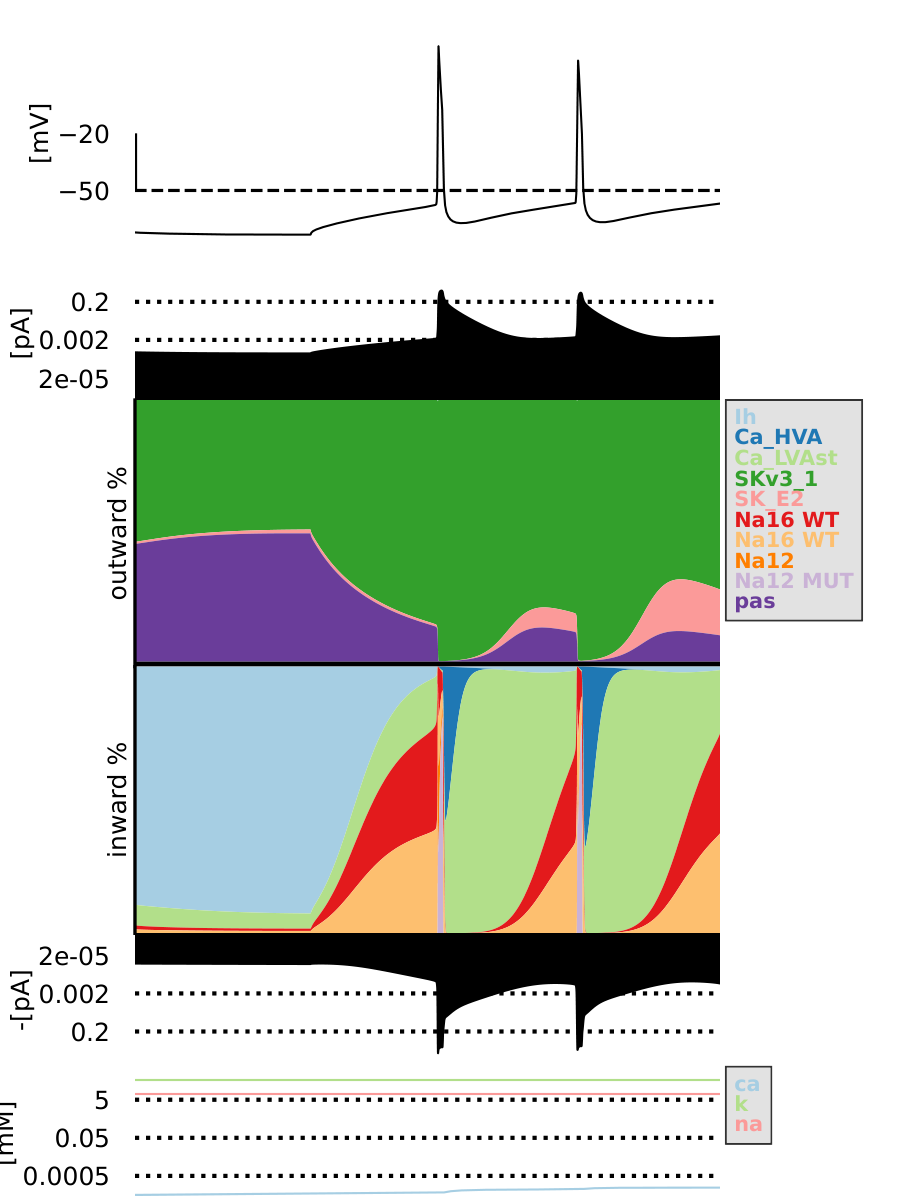 [mV]
−20
−50
[pA]
0.2
0.002
2e-05
outward %
Ih
Ca_HVA
Ca_LVAst
SKv3_1
SK_E2
Na16 WT
Na16 WT
Na12
Na12 MUT
pas
inward %
-[pA]
2e-05
0.002
0.2
[mM]
5
0.05
0.0005
ca
k
na